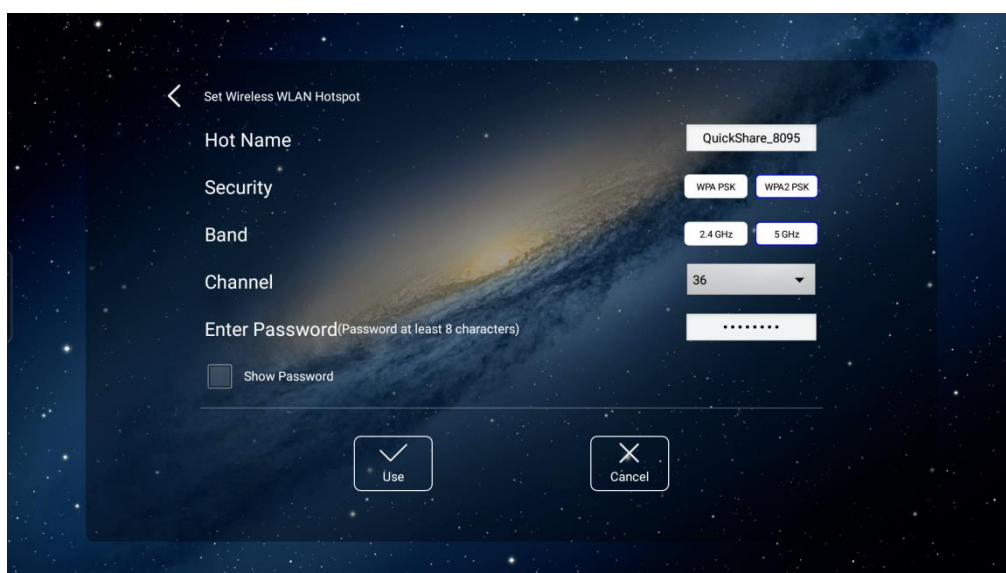 Set Wireless WLAN Hotspot
Hot Name QuickShare_8095
Security WPA PSK WPA2 PSK
Band 2.4 GHz 5 GHz
Channel 36
Enter Password(Password at least 8 characters) ••••••••
Show Password
Use Cancel